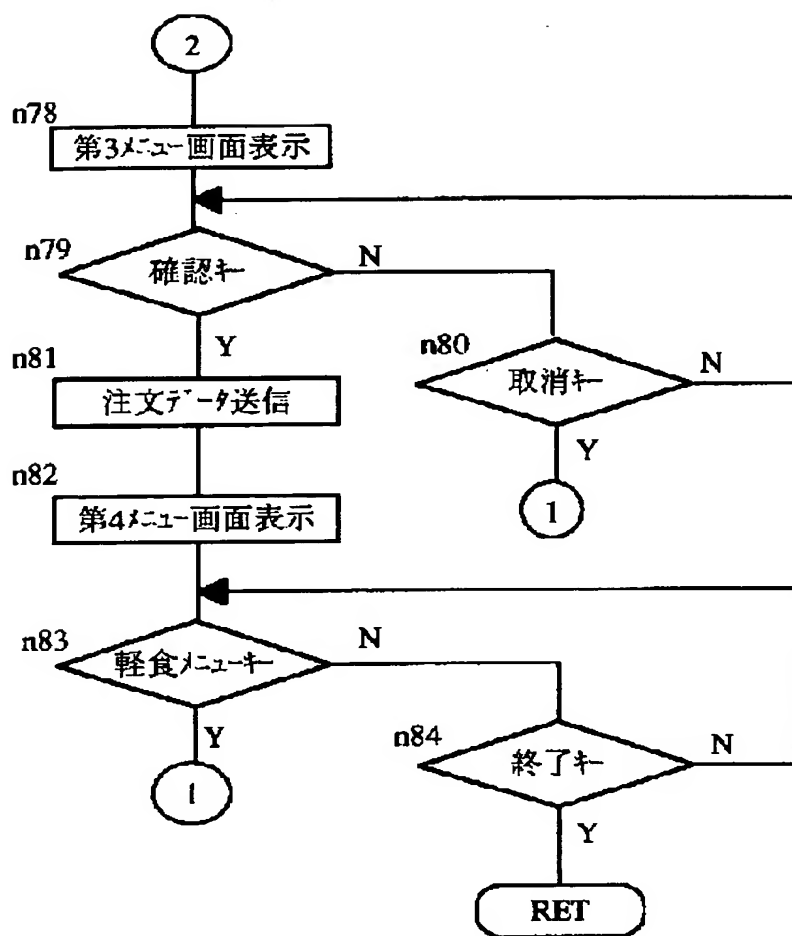 2
n78
第3メニュー画面表示
n79
確認キー
N
Y
n80
取消キー
N
Y
1
n81
注文データ送信
n82
第4メニュー画面表示
n83
軽食メニューキー
N
Y
1
n84
終了キー
N
Y
RET